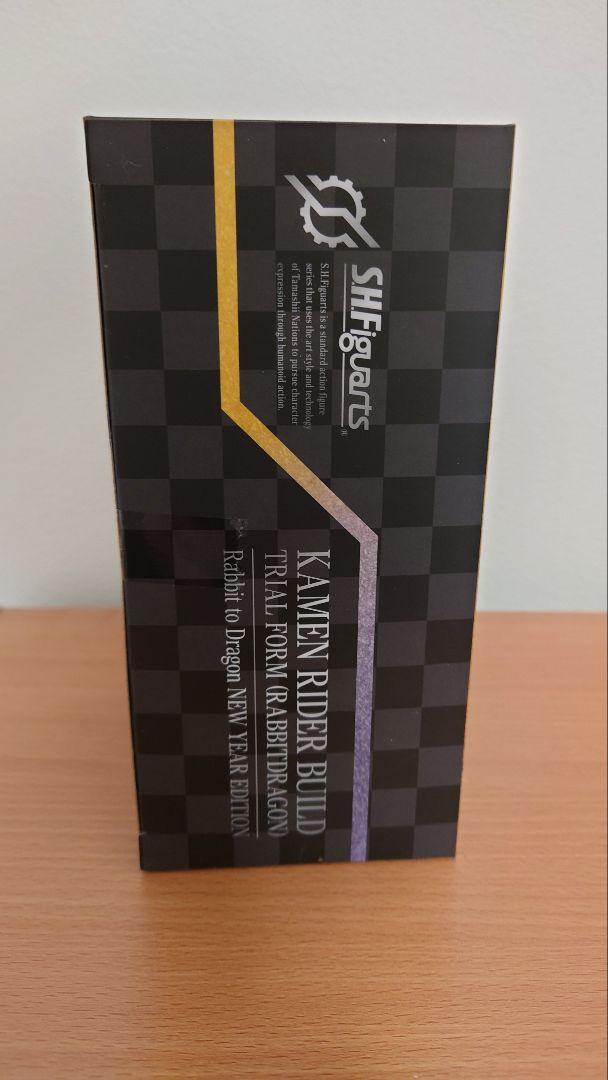 S.H.Figuarts®
S.H.Figuarts is a standard action figure
series that uses the art style and technology
of Tamashii Nations to pursue character
expression through humanoid action.
KAMEN RIDER BUILD
TRIAL FORM (RABBITDRAGON)
Rabbit to Dragon NEW YEAR EDITION